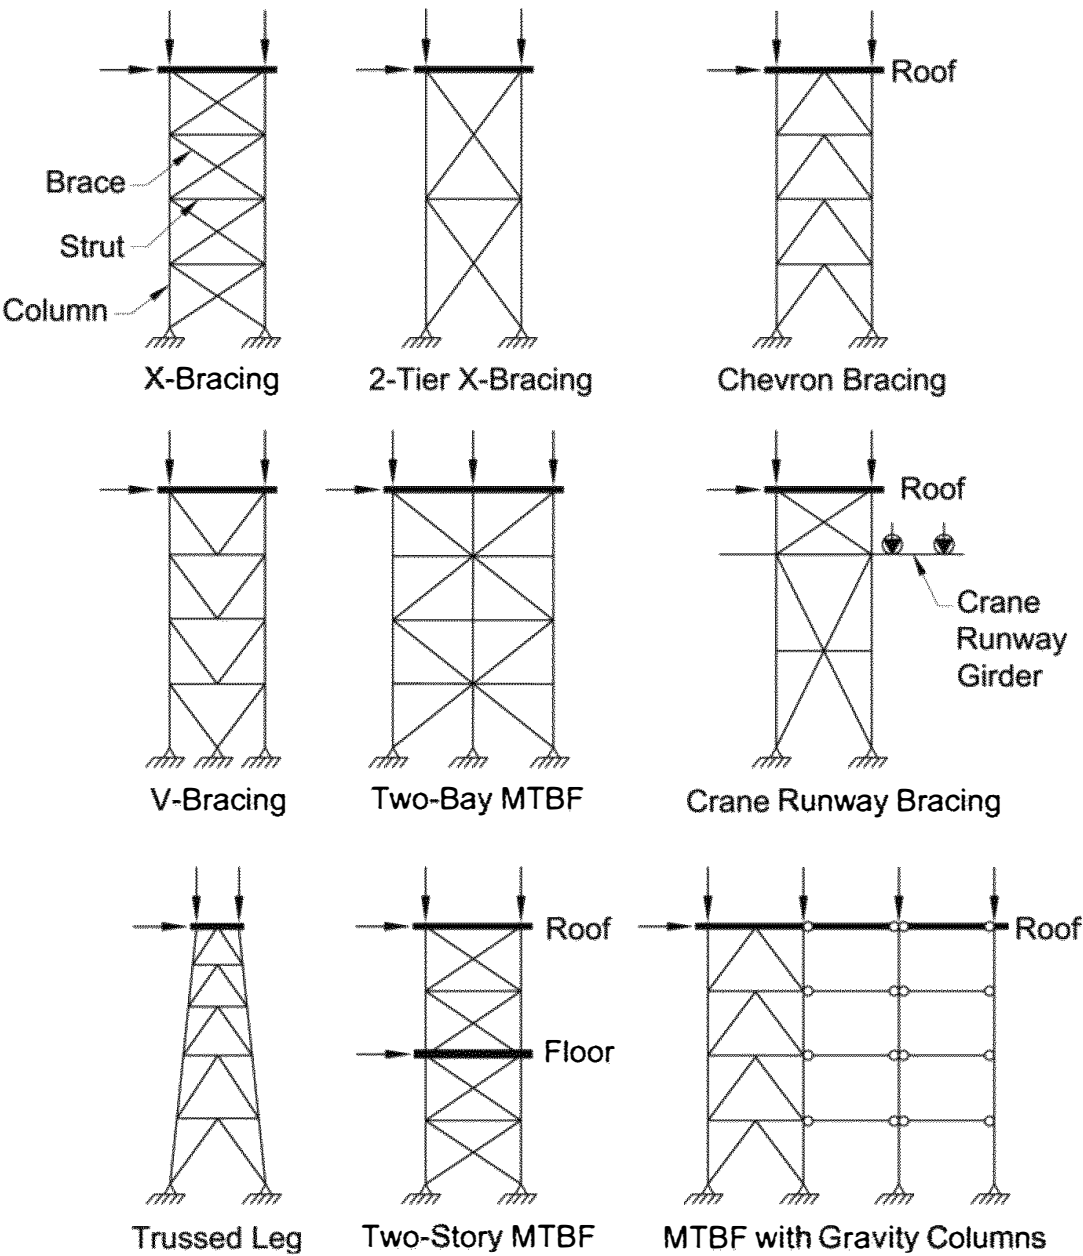 Roof
Brace
Strut
Column
X-Bracing
2-Tier X-Bracing
Chevron Bracing
Roof
Crane
Runway
Girder
V-Bracing
Two-Bay MTBF
Crane Runway Bracing
Roof
Roof
Floor
Trussed Leg
Two-Story MTBF
MTBF with Gravity Columns